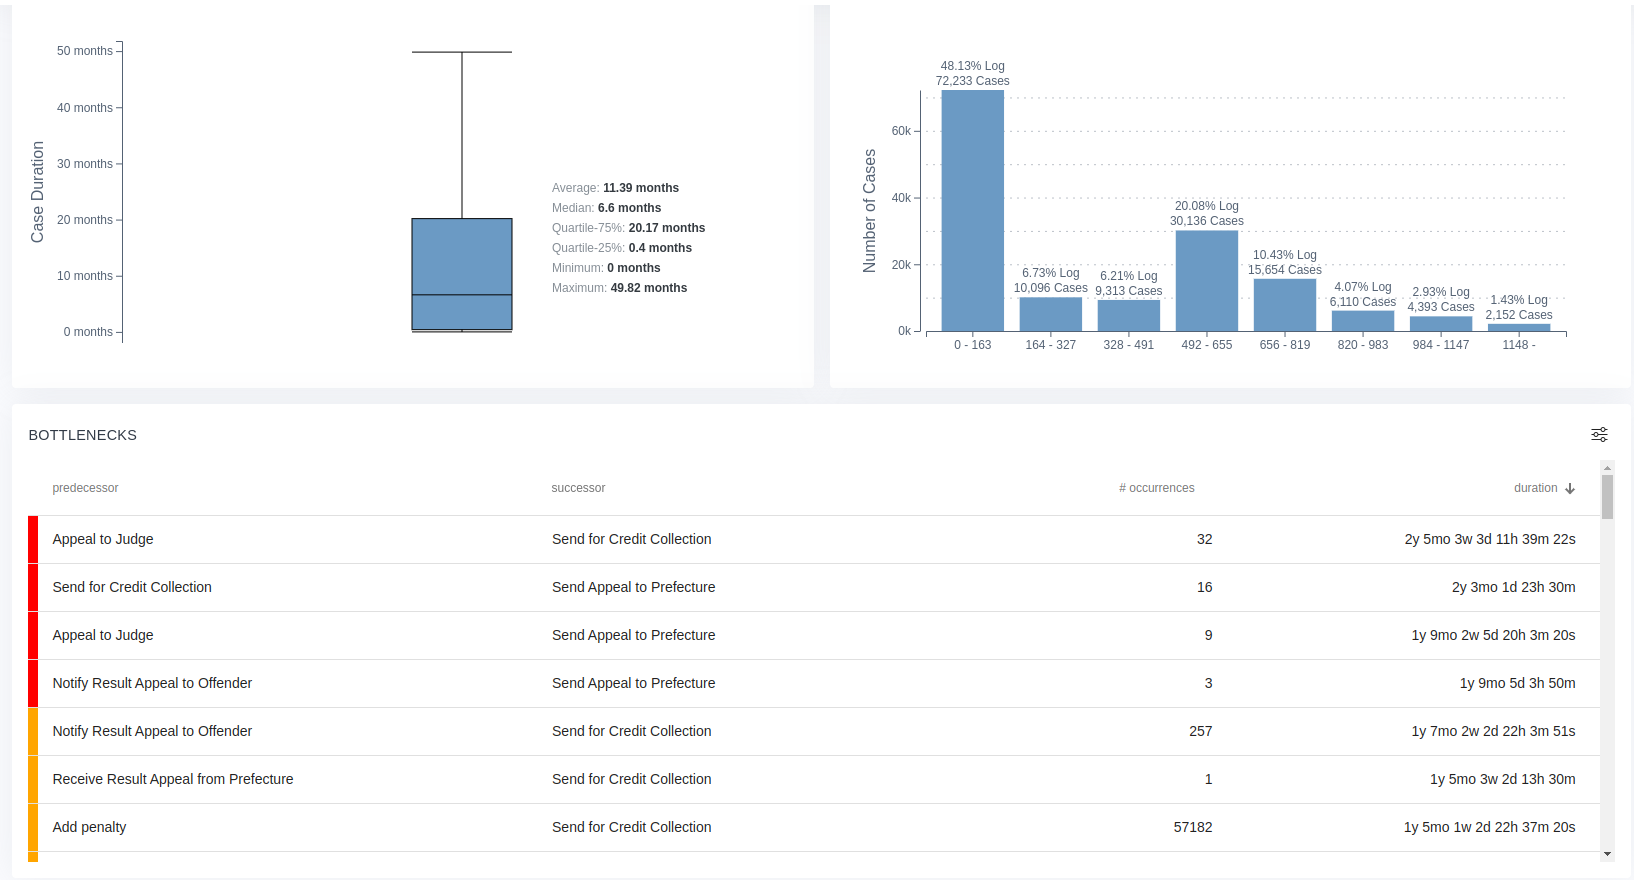 50 months
40 months
30 months
20 months
10 months
0 months
Case Duration
Average: 11.39 months
Median: 6.6 months
Quartile-75%: 20.17 months
Quartile-25%: 0.4 months
Minimum: 0 months
Maximum: 49.82 months
Number of Cases
60k
40k
20k
0k
48.13% Log
72,233 Cases
6.73% Log
10,096 Cases
6.21% Log
9,313 Cases
20.08% Log
30,136 Cases
10.43% Log
15,654 Cases
4.07% Log
6,110 Cases
2.93% Log
4,393 Cases
1.43% Log
2,152 Cases
0 - 163 164 - 327 328 - 491 492 - 655 656 - 819 820 - 983 984 - 1147 1148 -
BOTTLENECKS
predecessor successor # occurrences duration
Appeal to Judge Send for Credit Collection 32 2y 5mo 3w 3d 11h 39m 22s
Send for Credit Collection Send Appeal to Prefecture 16 2y 3mo 1d 23h 30m
Appeal to Judge Send Appeal to Prefecture 9 1y 9mo 2w 5d 20h 3m 20s
Notify Result Appeal to Offender Send Appeal to Prefecture 3 1y 9mo 5d 3h 50m
Notify Result Appeal to Offender Send for Credit Collection 257 1y 7mo 2w 2d 22h 3m 51s
Receive Result Appeal from Prefecture Send for Credit Collection 1 1y 5mo 3w 2d 13h 30m
Add penalty Send for Credit Collection 57182 1y 5mo 1w 2d 22h 37m 20s